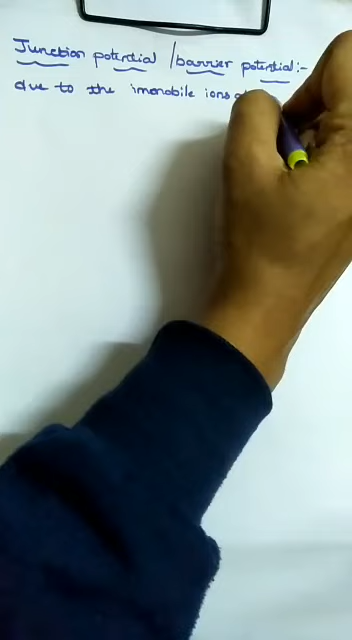 Junction potential / barrier potential :-
due to the immobile ions